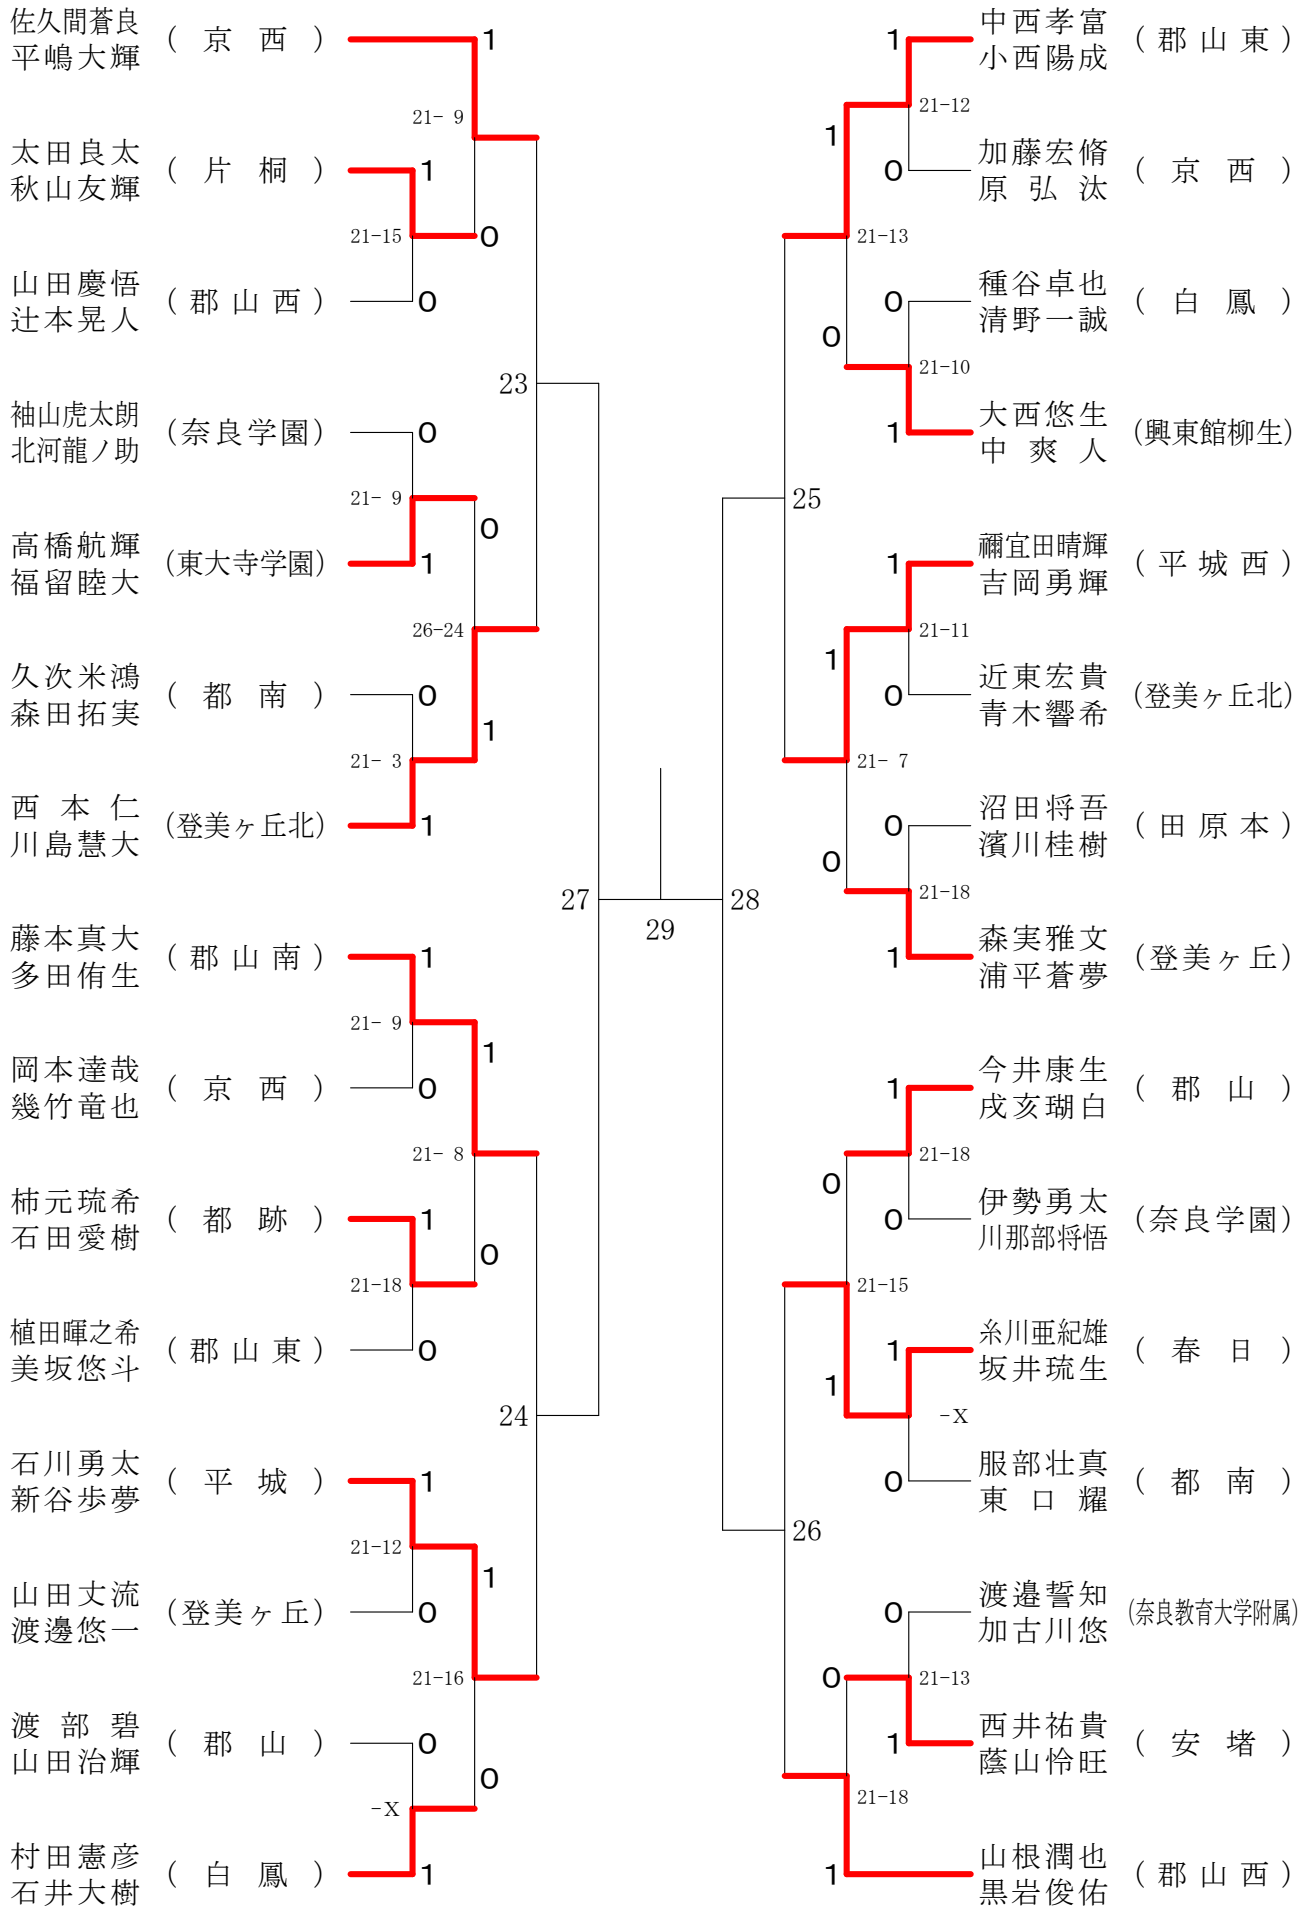 佐久間蒼良
平嶋大輝
( 京 西 )
1
21- 9
太田良太
秋山友輝
( 片 桐 )
1
21-15
0
山田慶悟
辻本晃人
( 郡山西 )
0
23
袖山虎太朗
北河龍ノ助
(奈良学園)
0
21- 9
0
高橋航輝
福留睦大
(東大寺学園)
1
26-24
久次米鴻
森田拓実
( 都 南 )
0
1
21- 3
西本仁
川島慧大
(登美ヶ丘北)
1
27
藤本真大
多田侑生
( 郡山南 )
1
21- 9
1
岡本達哉
幾竹竜也
( 京 西 )
0
21- 8
柿元琉希
石田愛樹
( 都 跡 )
1
0
21-18
植田暉之希
美坂悠斗
( 郡山東 )
0
24
石川勇太
新谷歩夢
( 平 城 )
1
21-12
1
山田丈流
渡邊悠一
(登美ヶ丘)
0
21-16
渡部碧
山田治輝
( 郡 山 )
0
0
-X
村田憲彦
石井大樹
( 白 鳳 )
1
29
中西孝富
小西陽成
( 郡山東 )
1
21-12
1
加藤宏脩
原弘汰
( 京 西 )
0
21-13
種谷卓也
清野一誠
( 白 鳳 )
0
0
21-10
大西悠生
中爽人
(興東館柳生)
1
25
禰宜田晴輝
吉岡勇輝
( 平城西 )
1
21-11
1
近東宏貴
青木響希
(登美ヶ丘北)
0
21- 7
沼田将吾
濱川桂樹
( 田原本 )
0
0
21-18
28
森実雅文
浦平蒼夢
(登美ヶ丘)
1
今井康生
戌亥瑚白
( 郡 山 )
1
21-18
0
伊勢勇太
川那部将悟
(奈良学園)
0
21-15
糸川亜紀雄
坂井琉生
( 春 日 )
1
1
-X
服部壮真
東口耀
( 都 南 )
0
26
渡邉誓知
加古川悠
(奈良教育大学附属)
0
0
21-13
西井祐貴
蔭山怜旺
( 安 堵 )
1
21-18
山根潤也
黒岩俊佑
( 郡山西 )
1